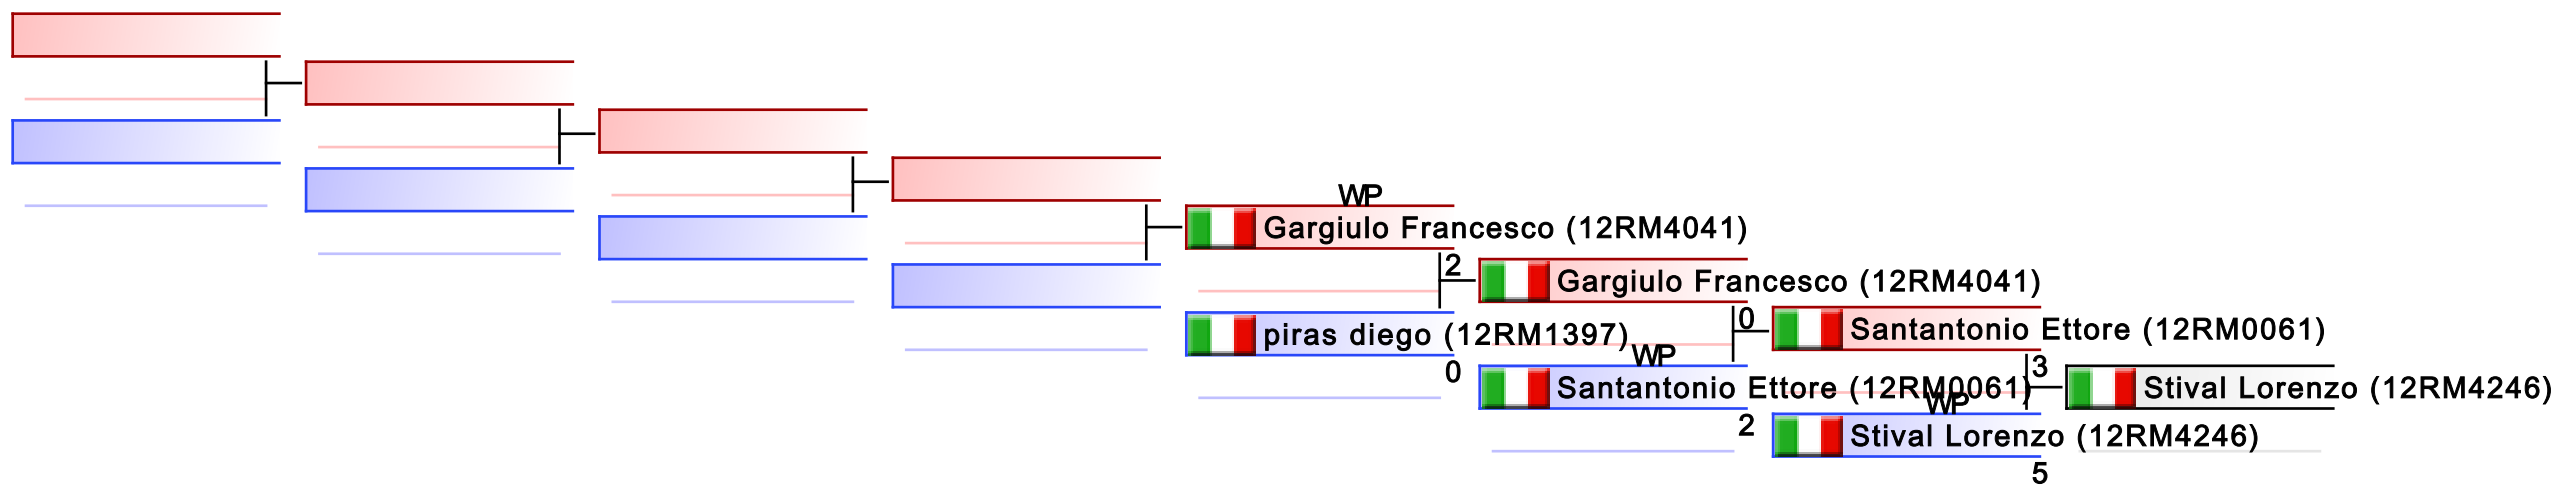 WP
Gargiulo Francesco (12RM4041)
2
Gargiulo Francesco (12RM4041)
piras diego (12RM1397)
0
0
Santantonio Ettore (12RM0061)
WP
Santantonio Ettore (12RM0061)
2
3
Stival Lorenzo (12RM4246)
WP
Stival Lorenzo (12RM4246)
5